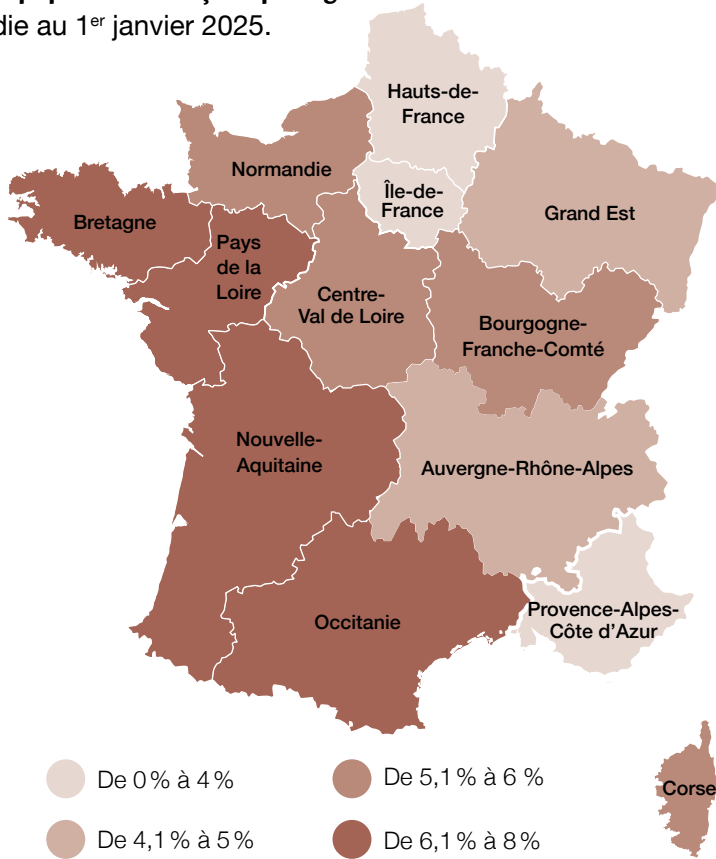 die au 1er janvier 2025.
Hauts-de-
France
Normandie
Île-de-
France
Grand Est
Bretagne
Pays
de la
Loire
Centre-
Val de Loire
Bourgogne-
Franche-Comté
Nouvelle-
Aquitaine
Auvergne-Rhône-Alpes
Occitanie
Provence-Alpes-
Côte d’Azur
Corse
De 0 % à 4 %
De 5,1 % à 6 %
De 4,1 % à 5 %
De 6,1 % à 8 %